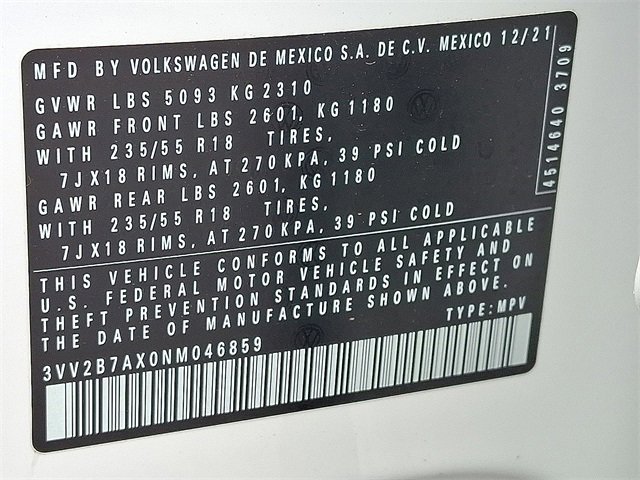 MFD BY VOLKSWAGEN DE MEXICO S.A. DE C.V. MEXICO 12/21
GVWR LBS 5093 KG 2310
GAWR FRONT LBS 2601, KG 1180
WITH 235/55 R18 TIRES,
7JX18 RIMS, AT 270 KPA, 39 PSI COLD
GAWR REAR LBS 2601, KG 1180
WITH 235/55 R18 TIRES,
7JX18 RIMS, AT 270 KPA, 39 PSI COLD
THIS VEHICLE CONFORMS TO ALL APPLICABLE
U.S. FEDERAL MOTOR VEHICLE SAFETY AND
THEFT PREVENTION STANDARDS IN EFFECT ON
THE DATE OF MANUFACTURE SHOWN ABOVE.
TYPE: MPV
3VV2B7AX0NM046859
4514640 3709